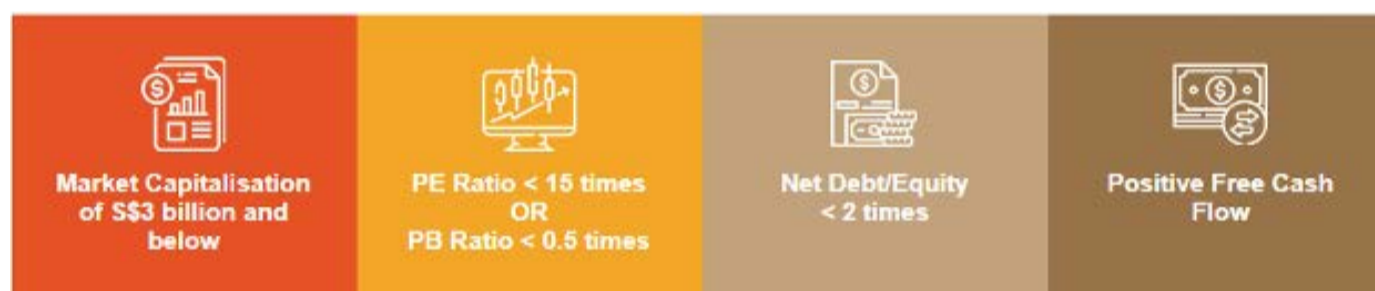 Market Capitalisation
of S$3 billion and
below
PE Ratio < 15 times
OR
PB Ratio < 0.5 times
Net Debt/Equity
< 2 times
Positive Free Cash
Flow